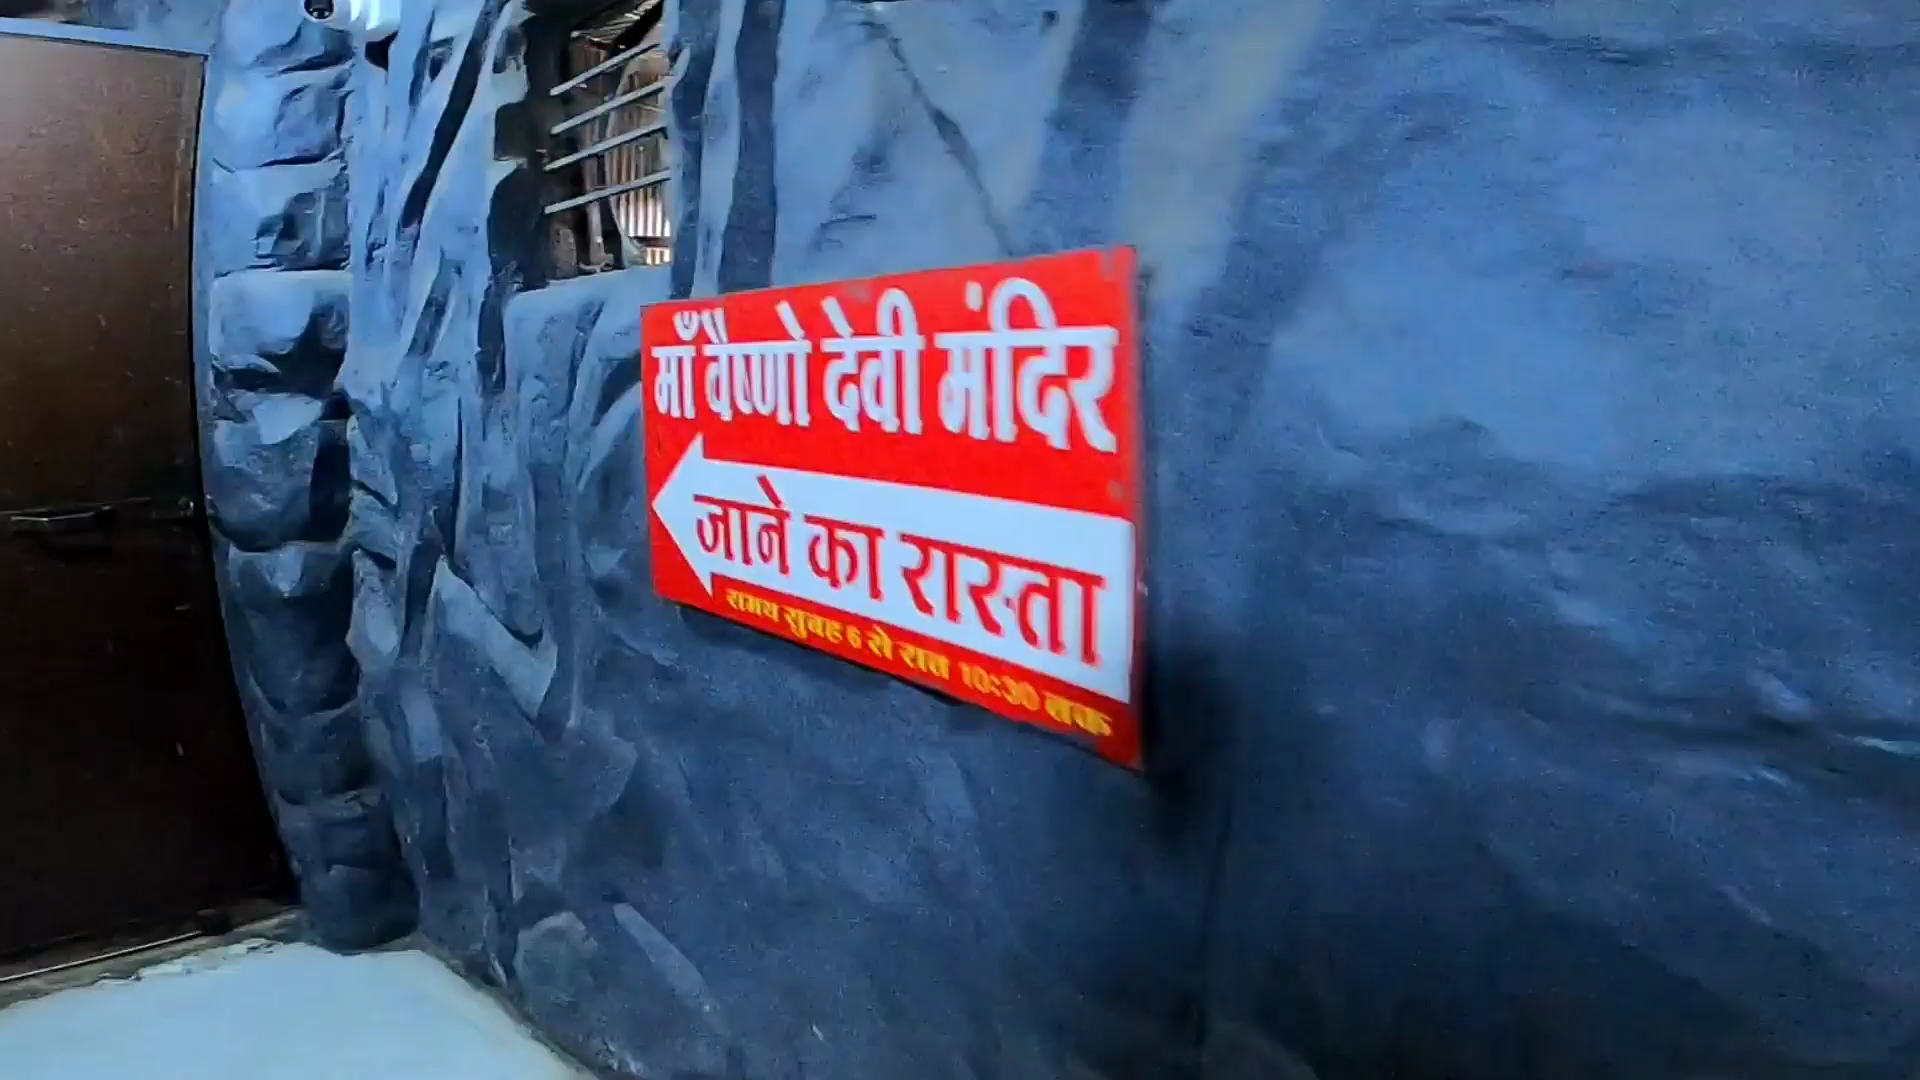 माँ वैष्णो देवी मंदिर
जाने का रास्ता
समय सुबह 6 से रात 10:30 तक